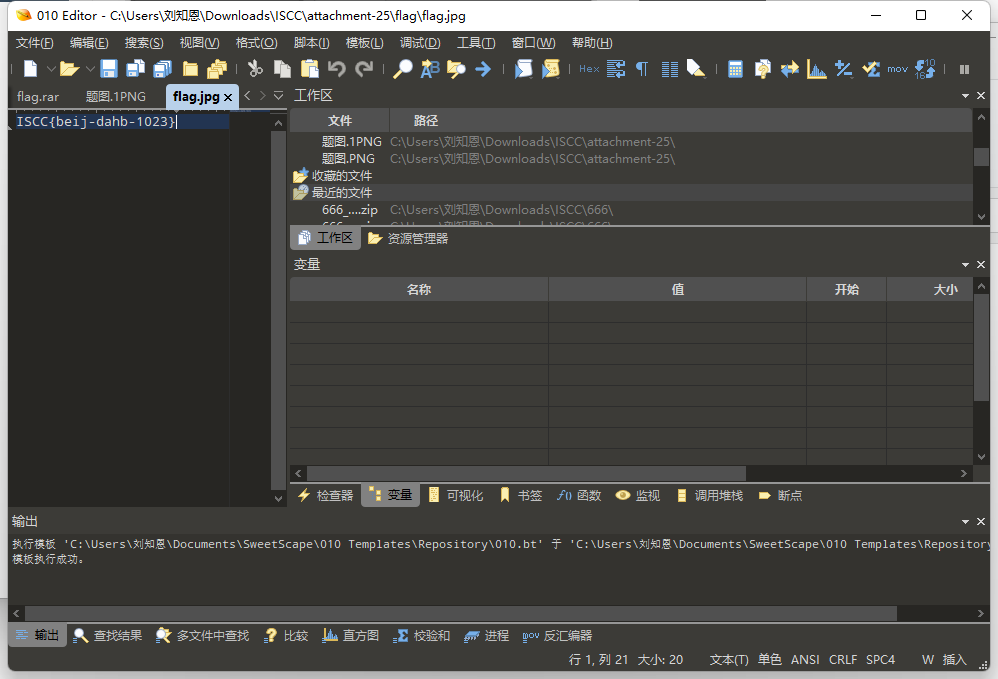 010 Editor - C:\Users\刘知恩\Downloads\ISCC\attachment-25\flag\flag.jpg
文件(F) 编辑(E) 搜索(S) 视图(V) 格式(O) 脚本(I) 模板(L) 调试(D) 工具(T) 窗口(W) 帮助(H)
Hex mov
flag.rar 题图.1PNG flag.jpg 工作区
ISCC{beij-dahb-1023}
文件 路径
题图.1PNG C:\Users\刘知恩\Downloads\ISCC\attachment-25\
题图.PNG C:\Users\刘知恩\Downloads\ISCC\attachment-25\
收藏的文件
最近的文件
666_....zip C:\Users\刘知恩\Downloads\ISCC\666\
工作区 资源管理器
变量
名称 值 开始 大小
检查器 变量 可视化 书签 f() 函数 监视 调用堆栈 断点
输出
执行模板 'C:\Users\刘知恩\Documents\SweetScape\010 Templates\Repository\010.bt' 于 'C:\Users\刘知恩\Documents\SweetScape\010 Templates\Repository
模板执行成功。
输出 查找结果 多文件中查找 比较 直方图 校验和 进程 反汇编器
行 1, 列 21 大小: 20 文本(T) 单色 ANSI CRLF SPC4 W 插入